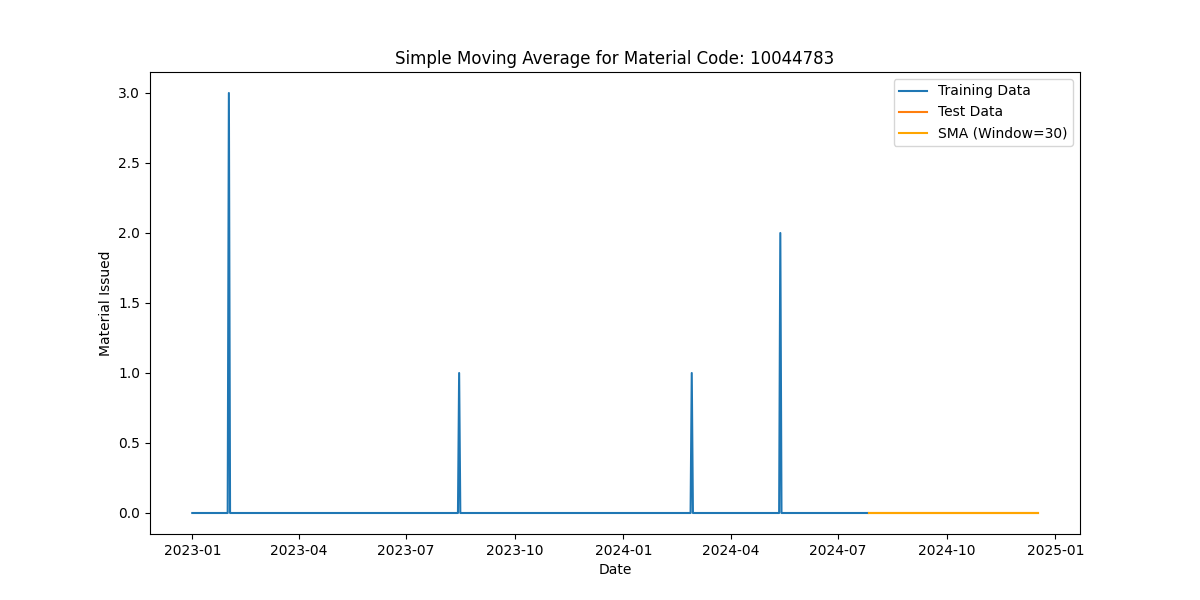 Simple Moving Average for Material Code: 10044783
Training Data
Test Data
SMA (Window=30)
Material Issued
3.0
2.5
2.0
1.5
1.0
0.5
0.0
2023-01 2023-04 2023-07 2023-10 2024-01 2024-04 2024-07 2024-10 2025-01
Date